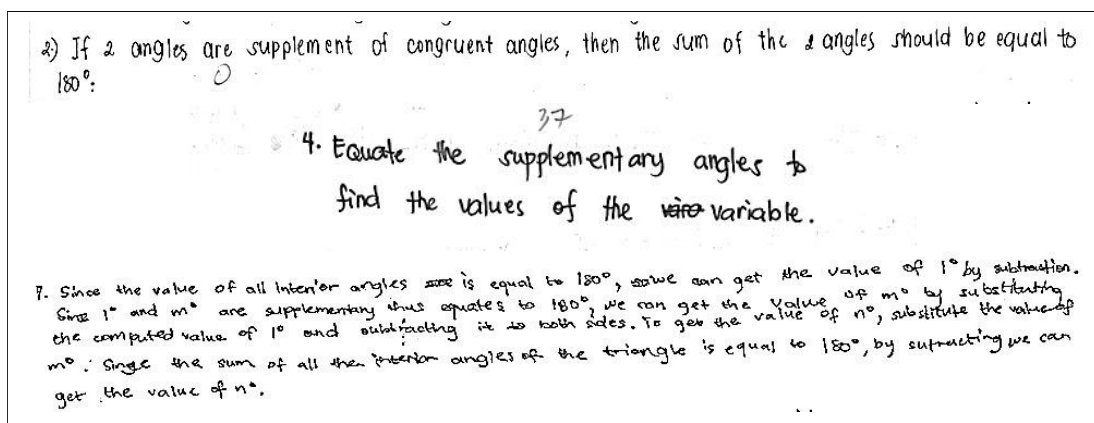 2) If 2 angles are supplement of congruent angles, then the sum of the 2 angles should be equal to
180°:
0
37
4. Equate the supplementary angles to
find the values of the variable.
7. Since the value of all interior angles is equal to 180°, we can get the value of l° by subtraction.
Since l° and m° are supplementary thus equates to 180°, we can get the value of m° by substituting
the computed value of l° and subtracting it to both sides. To get the value of n°, substitute the value of
m°. Since the sum of all the interior angles of the triangle is equal to 180°, by sutracting we can
get the value of n°.